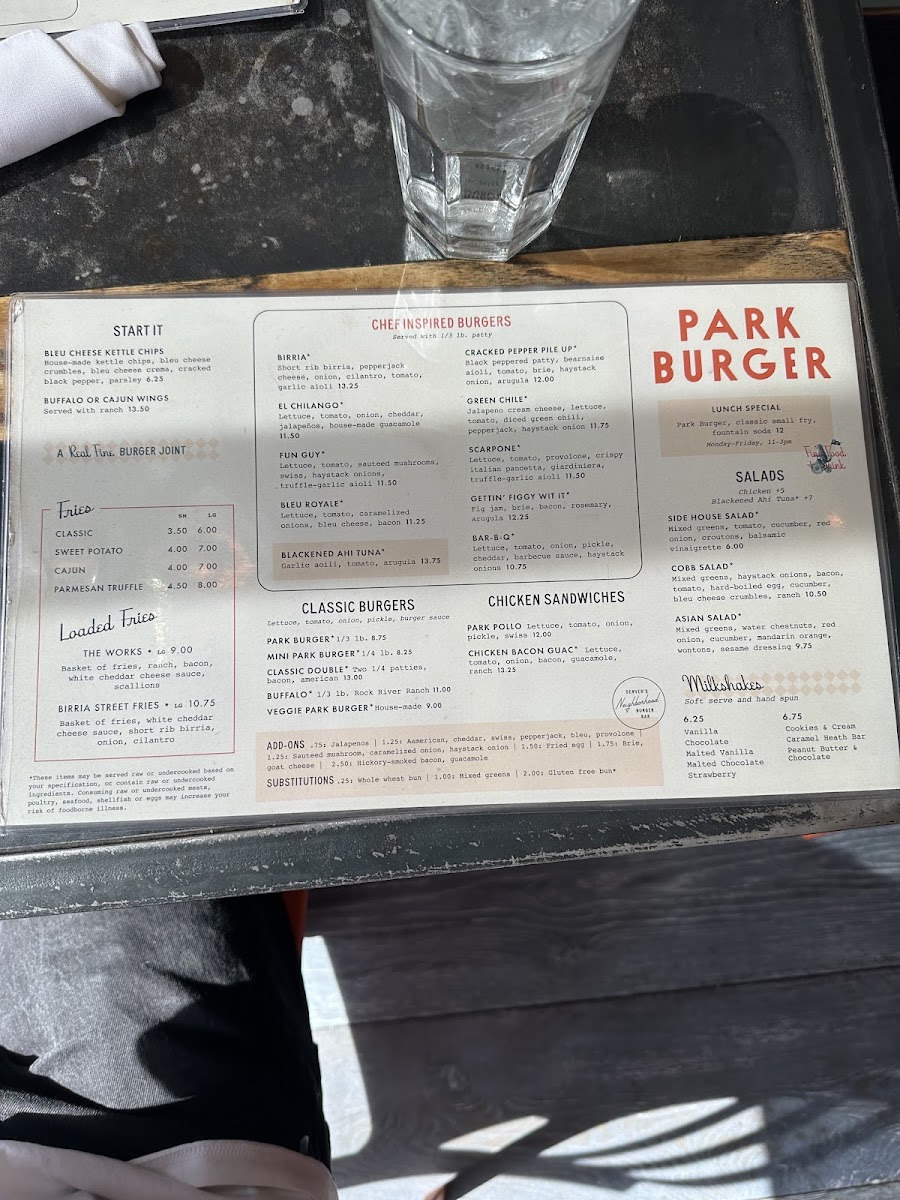 START IT
BLEU CHEESE KETTLE CHIPS
House-made kettle chips, bleu cheese
crumbles, bleu cheese crema, cracked
black pepper, parsley 6.25
BUFFALO OR CAJUN WINGS
Served with ranch 13.50
A Real Fine BURGER JOINT
Fries
SM LG
CLASSIC 3.50 6.00
SWEET POTATO 4.00 7.00
CAJUN 4.00 7.00
PARMESAN TRUFFLE 4.50 8.00
Loaded Fries
THE WORKS • LG 9.00
Basket of fries, ranch, bacon,
white cheddar cheese sauce,
scallions
BIRRIA STREET FRIES • LG 10.75
Basket of fries, white cheddar
cheese sauce, short rib birria,
onion, cilantro
*These items may be served raw or undercooked based on
your specification, or contain raw or undercooked
ingredients. Consuming raw or undercooked meats,
poultry, seafood, shellfish or eggs may increase your
risk of foodborne illness.
CHEF INSPIRED BURGERS
Served with 1/3 lb. patty
BIRRIA*
Short rib birria, pepperjack
cheese, onion, cilantro, tomato,
garlic aioli 13.25
EL CHILANGO*
Lettuce, tomato, onion, cheddar,
jalapeños, house-made guacamole
11.50
FUN GUY*
Lettuce, tomato, sauteed mushrooms,
swiss, haystack onions,
truffle-garlic aioli 11.50
BLEU ROYALE*
Lettuce, tomato, caramelized
onions, bleu cheese, bacon 11.25
BLACKENED AHI TUNA*
Garlic aoili, tomato, arugula 13.75
CRACKED PEPPER PILE UP*
Black peppered patty, bearnaise
aioli, tomato, brie, haystack
onion, arugula 12.00
GREEN CHILE*
Jalapeno cream cheese, lettuce,
tomato, diced green chili,
pepperjack, haystack onion 11.75
SCARPONE*
Lettuce, tomato, provolone, crispy
italian pancetta, giardiniera,
truffle-garlic aioli 11.50
GETTIN' FIGGY WIT IT*
Fig jam, brie, bacon, rosemary,
arugula 12.25
BAR-B-Q*
Lettuce, tomato, onion, pickle,
cheddar, barbecue sauce, haystack
onions 10.75
CLASSIC BURGERS
Lettuce, tomato, onion, pickle, burger sauce
PARK BURGER* 1/3 lb. 8.75
MINI PARK BURGER* 1/4 lb. 8.25
CLASSIC DOUBLE* Two 1/4 patties,
bacon, american 13.00
BUFFALO* 1/3 lb. Rock River Ranch 11.00
VEGGIE PARK BURGER* House-made 9.00
CHICKEN SANDWICHES
PARK POLLO Lettuce, tomato, onion,
pickle, swiss 12.00
CHICKEN BACON GUAC* Lettuce,
tomato, onion, bacon, guacamole,
ranch 13.25
DENVER'S
Neighborhood
BURGER
BAR
ADD-ONS .75: Jalapenos | 1.25: Aamerican, cheddar, swiss, pepperjack, bleu, provolone |
1.25: Sauteed mushroom, caramelized onion, haystack onion | 1.50: Fried egg | 1.75: Brie,
goat cheese | 2.50: Hickory-smoked bacon, guacamole
SUBSTITUTIONS .25: Whole wheat bun | 1.00: Mixed greens | 2.00: Gluten free bun*
PARK
BURGER
LUNCH SPECIAL
Park Burger, classic small fry,
fountain soda 12
Monday-Friday, 11-3pm
SALADS
Chicken +5
Blackened Ahi Tuna* +7
SIDE HOUSE SALAD*
Mixed greens, tomato, cucumber, red
onion, croutons, balsamic
vinaigrette 6.00
COBB SALAD*
Mixed greens, haystack onions, bacon,
tomato, hard-boiled egg, cucumber,
bleu cheese crumbles, ranch 10.50
ASIAN SALAD*
Mixed greens, water chestnuts, red
onion, cucumber, mandarin orange,
wontons, sesame dressing 9.75
Milkshakes
Soft serve and hand spun
6.25
Vanilla
Chocolate
Malted Vanilla
Malted Chocolate
Strawberry
6.75
Cookies & Cream
Caramel Heath Bar
Peanut Butter &
Chocolate